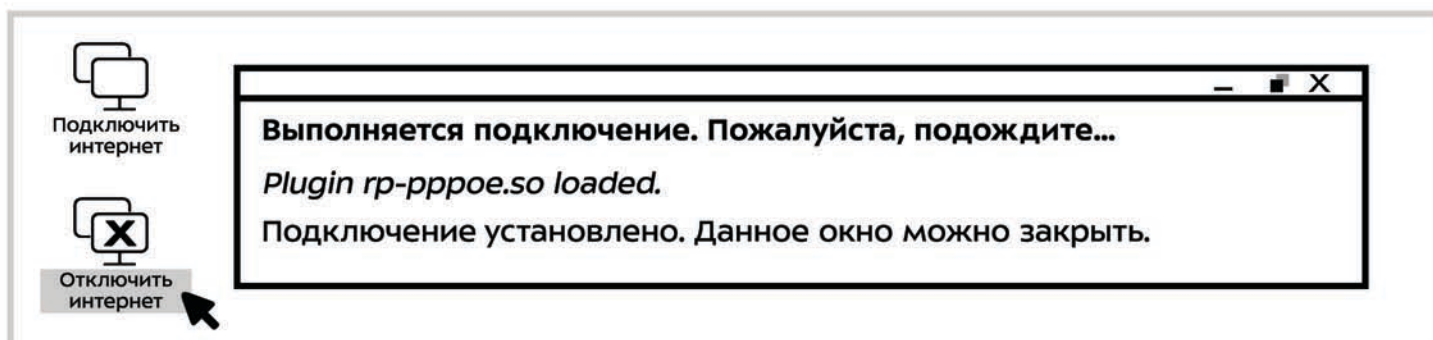 Подключить
интернет
Выполняется подключение. Пожалуйста, подождите...
Plugin rp-pppoe.so loaded.
Подключение установлено. Данное окно можно закрыть.
Отключить
интернет